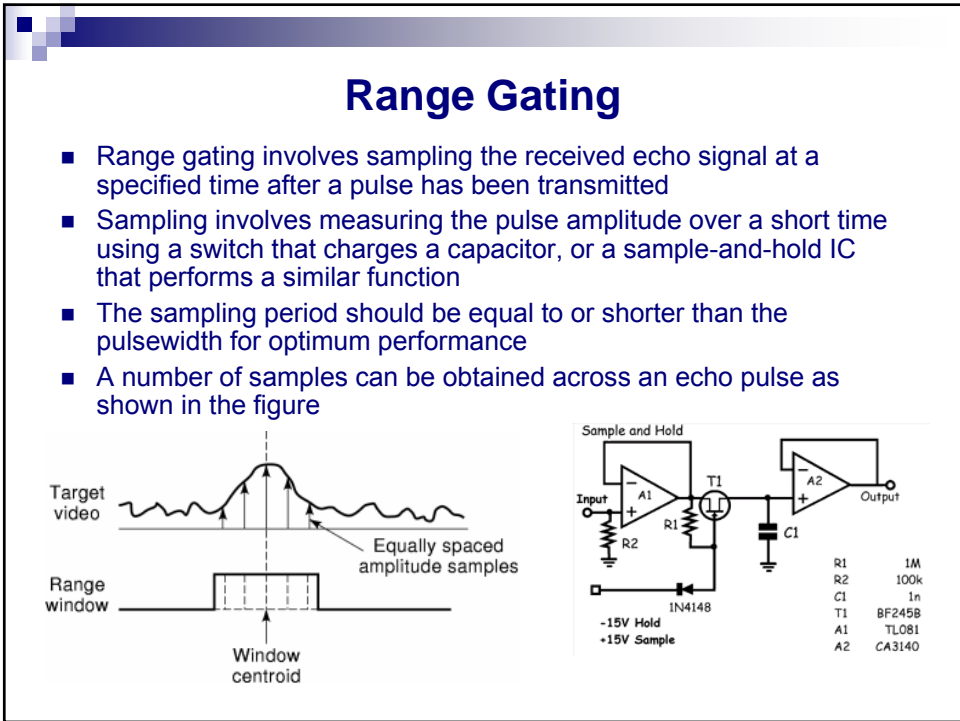 Range Gating
Range gating involves sampling the received echo signal at a
specified time after a pulse has been transmitted
Sampling involves measuring the pulse amplitude over a short time
using a switch that charges a capacitor, or a sample-and-hold IC
that performs a similar function
The sampling period should be equal to or shorter than the
pulsewidth for optimum performance
A number of samples can be obtained across an echo pulse as
shown in the figure
Target
video
Equally spaced
amplitude samples
Range
window
Window
centroid
Sample and Hold
Input
A1
T1
A2
Output
R1
R2
C1
1N4148
-15V Hold
+15V Sample
R1 1M
R2 100k
C1 1n
T1 BF245B
A1 TL081
A2 CA3140